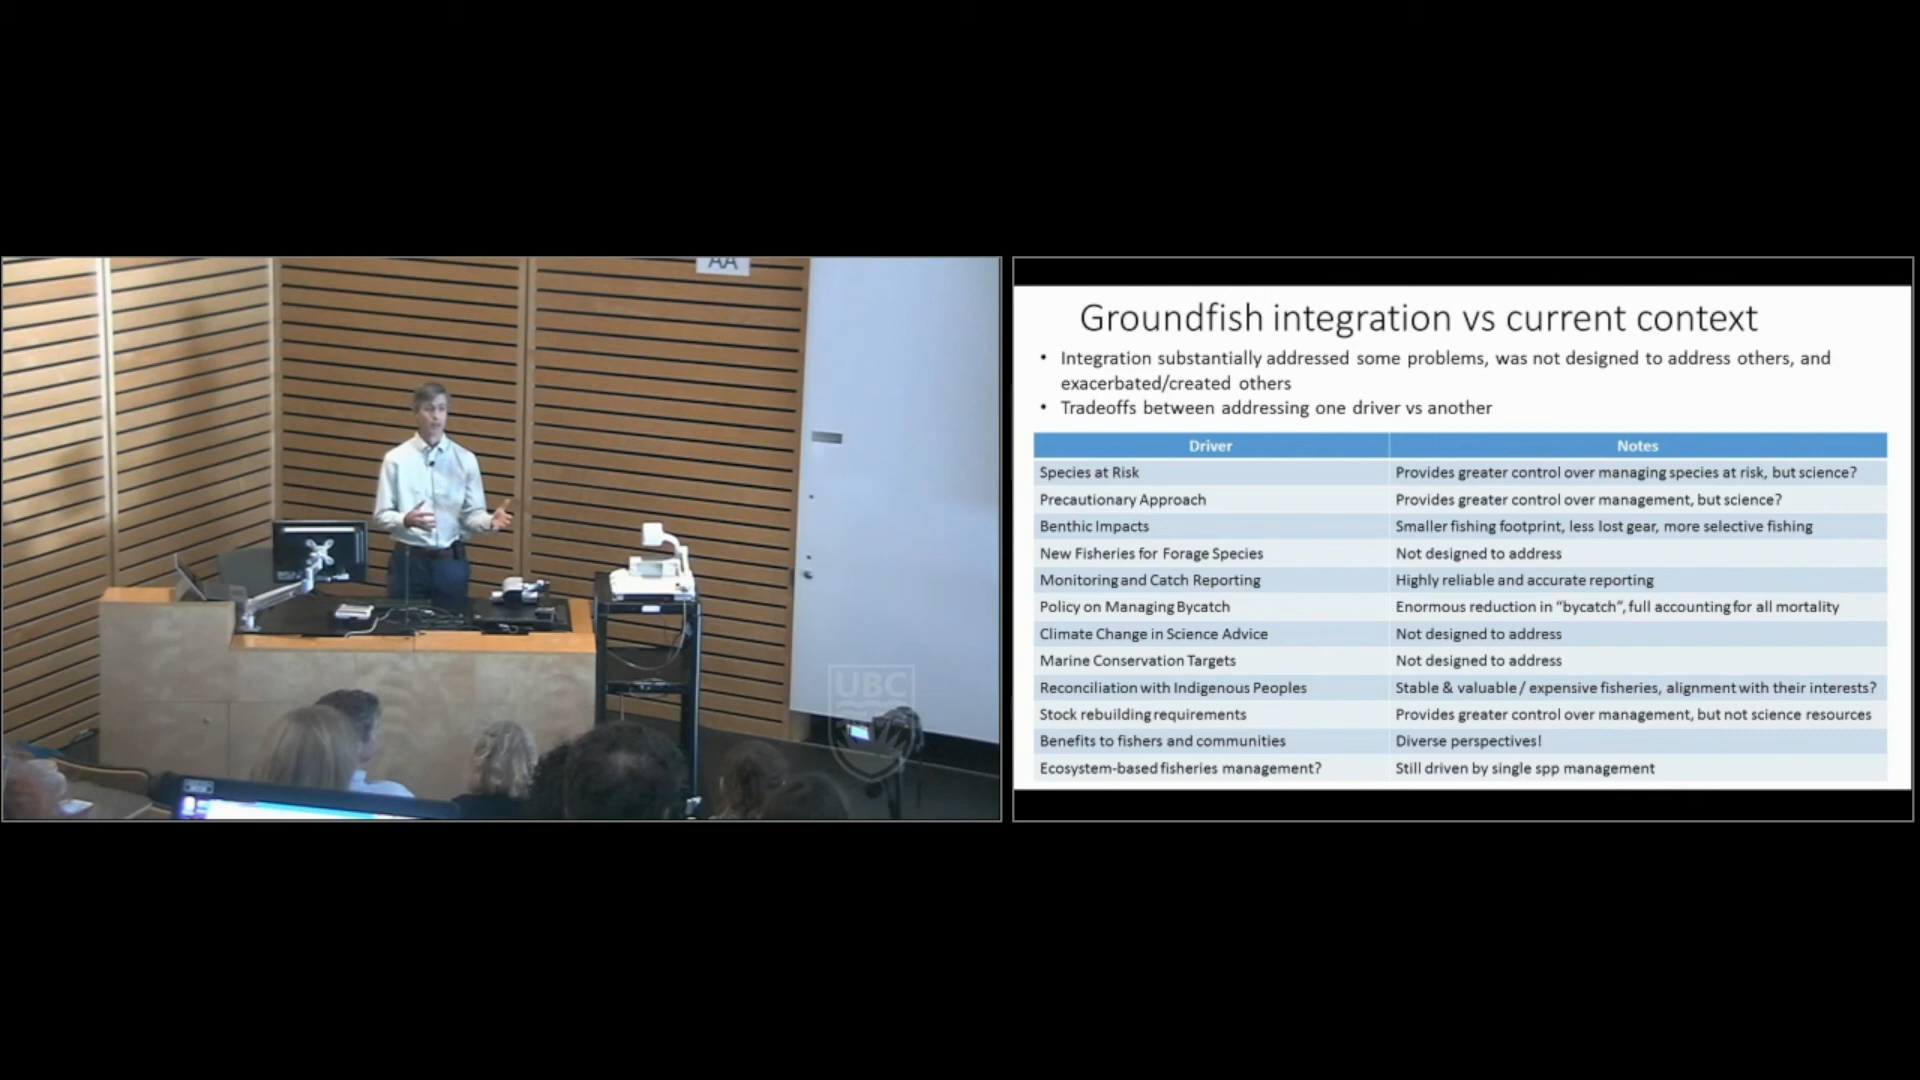 AA
UBC
Groundfish integration vs current context
• Integration substantially addressed some problems, was not designed to address others, and
exacerbated/created others
• Tradeoffs between addressing one driver vs another
Driver Notes
Species at Risk Provides greater control over managing species at risk, but science?
Precautionary Approach Provides greater control over management, but science?
Benthic Impacts Smaller fishing footprint, less lost gear, more selective fishing
New Fisheries for Forage Species Not designed to address
Monitoring and Catch Reporting Highly reliable and accurate reporting
Policy on Managing Bycatch Enormous reduction in “bycatch”, full accounting for all mortality
Climate Change in Science Advice Not designed to address
Marine Conservation Targets Not designed to address
Reconciliation with Indigenous Peoples Stable & valuable / expensive fisheries, alignment with their interests?
Stock rebuilding requirements Provides greater control over management, but not science resources
Benefits to fishers and communities Diverse perspectives!
Ecosystem-based fisheries management? Still driven by single spp management